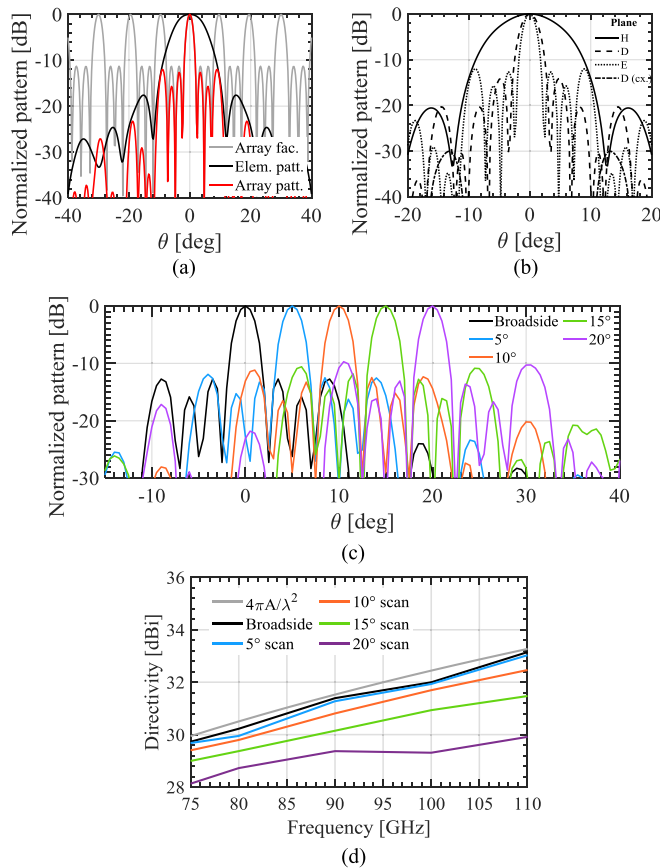 Normalized pattern [dB]
0
-10
-20
-30
-40
Array fac.
Elem. patt.
Array patt.
-40
-20
0
20
40
θ [deg]
(a)
Normalized pattern [dB]
0
-10
-20
-30
-40
Plane
H
D
E
D (cx.)
-20
-10
0
10
20
θ [deg]
(b)
Normalized pattern [dB]
0
-10
-20
-30
Broadside
5°
10°
15°
20°
-10
0
10
20
30
40
θ [deg]
(c)
Directivity [dBi]
36
34
32
30
28
4πA/λ²
Broadside
5° scan
10° scan
15° scan
20° scan
75
80
85
90
95
100
105
110
Frequency [GHz]
(d)